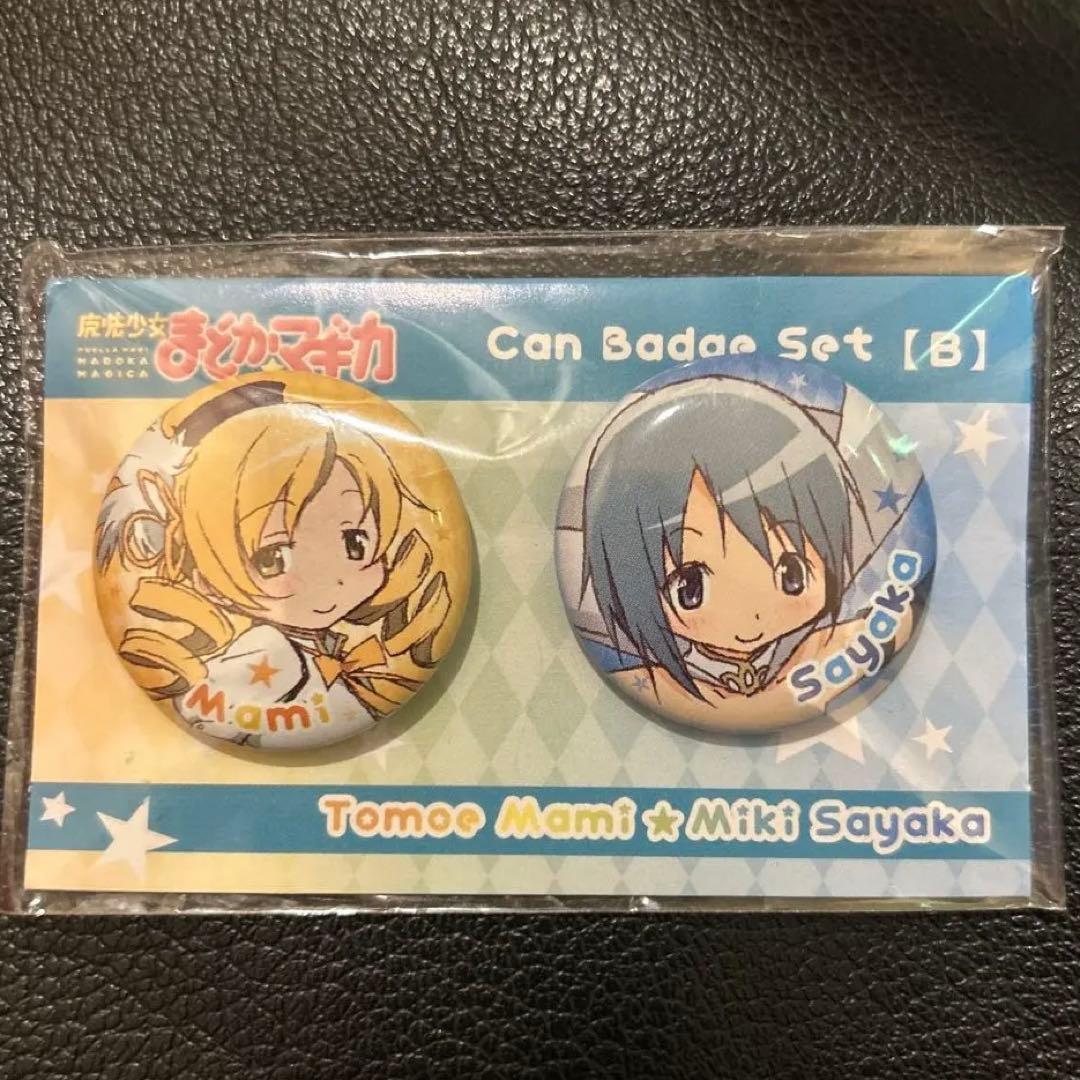 魔法少女
まどか☆マギカ
PUELLA MAGI
MADOKA
MAGICA
Can Badge Set【B】
Mami
Sayaka
Tomoe Mami★Miki Sayaka